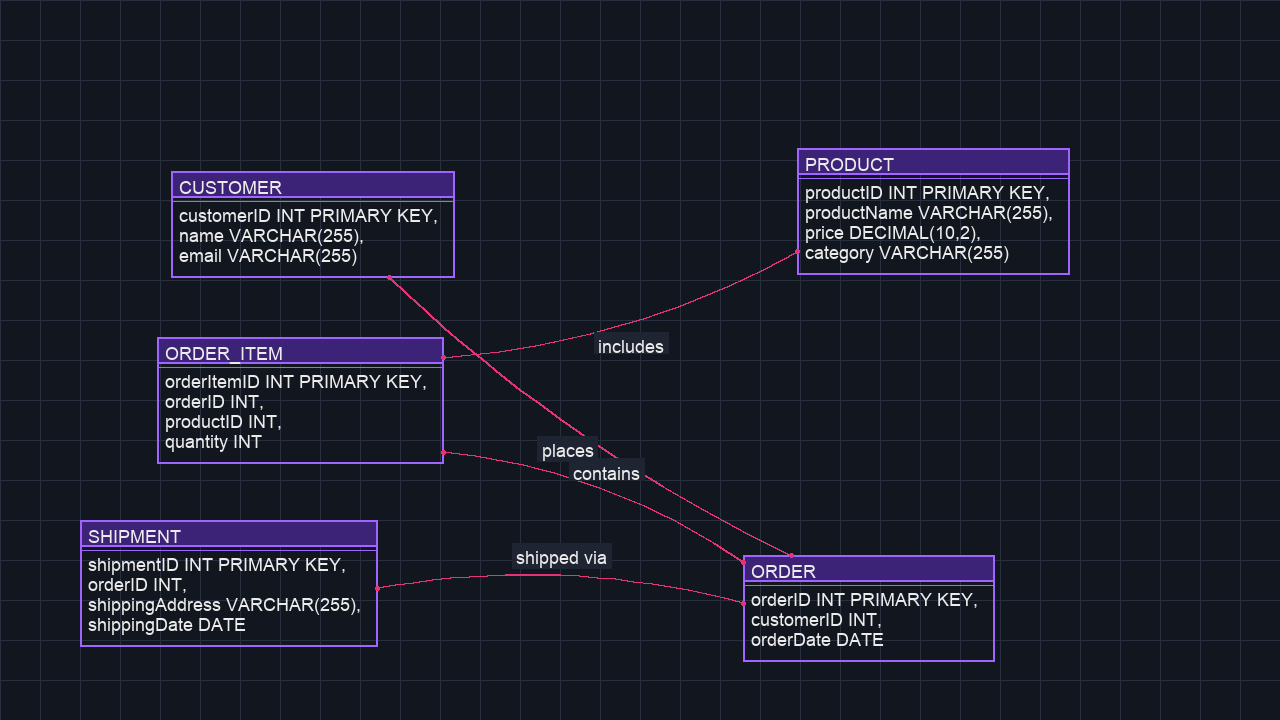 CUSTOMER
customerID INT PRIMARY KEY,
name VARCHAR(255),
email VARCHAR(255)
PRODUCT
productID INT PRIMARY KEY,
productName VARCHAR(255),
price DECIMAL(10,2),
category VARCHAR(255)
includes
ORDER_ITEM
orderItemID INT PRIMARY KEY,
orderID INT,
productID INT,
quantity INT
places
contains
SHIPMENT
shipmentID INT PRIMARY KEY,
orderID INT,
shippingAddress VARCHAR(255),
shippingDate DATE
shipped via
ORDER
orderID INT PRIMARY KEY,
customerID INT,
orderDate DATE